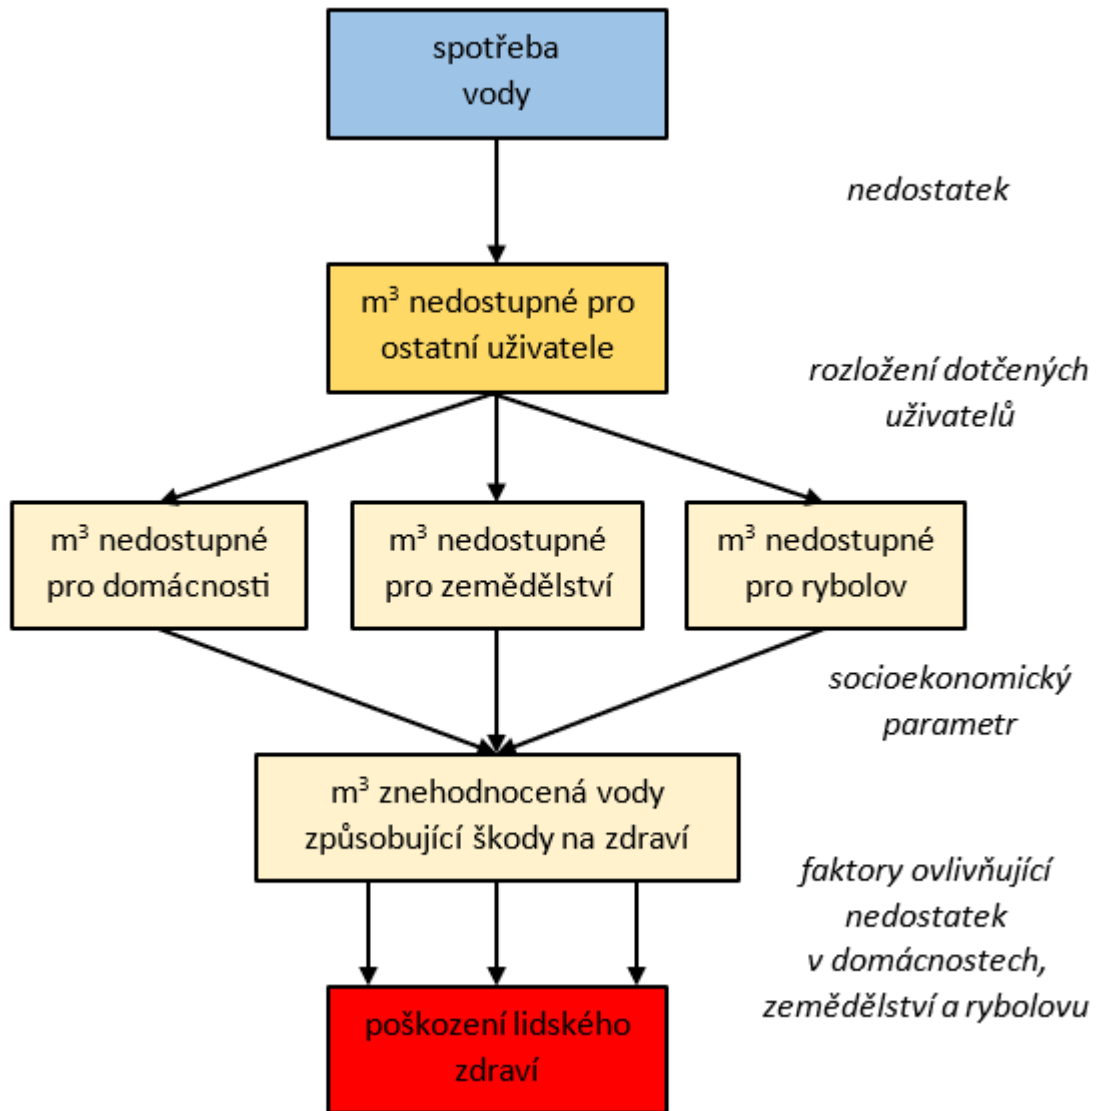 spotřeba
vody
nedostatek
m³ nedostupné pro
ostatní uživatele
rozložení dotčených
uživatelů
m³ nedostupné
pro domácnosti
m³ nedostupné
pro zemědělství
m³ nedostupné
pro rybolov
socioekonomický
parametr
m³ znehodnocená vody
způsobující škody na zdraví
faktory ovlivňující
nedostatek
v domácnostech,
zemědělství a rybolovu
poškození lidského
zdraví